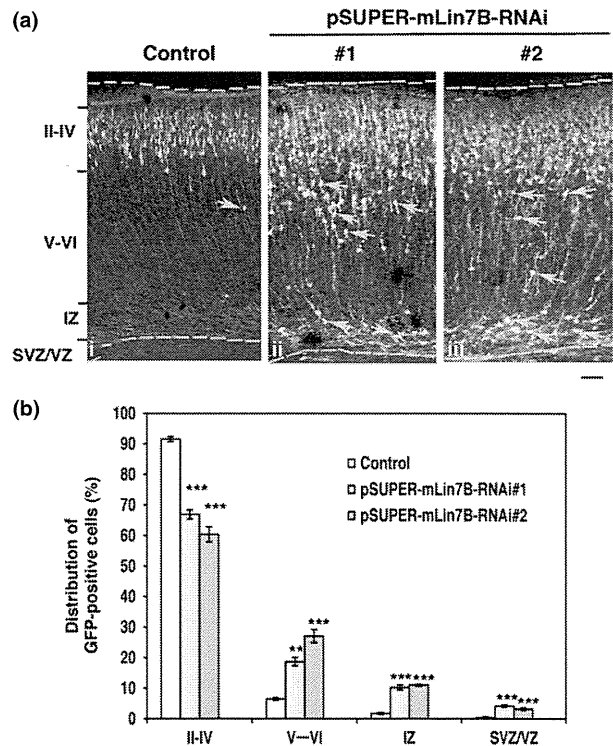 (a)
pSUPER-mLin7B-RNAi
Control #1 #2
II-IV
V-VI
IZ
SVZ/VZ
i ii iii
(b)
Distribution of
GFP-positive cells (%)
100
90
80
70
60
50
40
30
20
10
0
Control
pSUPER-mLin7B-RNAi#1
pSUPER-mLin7B-RNAi#2
*** ***
** ***
*** ***
*** ***
II-IV V—VI IZ SVZ/VZ